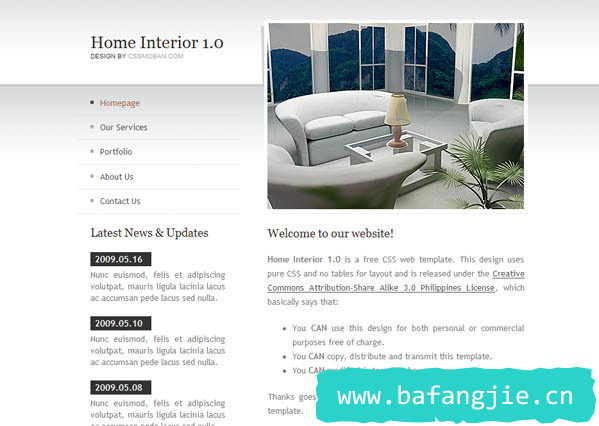 Home Interior 1.0
DESIGN BY CSSMOBAN.COM
Homepage
Our Services
Portfolio
About Us
Contact Us
Latest News & Updates
2009.05.16
Nunc euismod, felis et adipiscing
volutpat, mauris ligula lacinia lacus
ac accumsan pede lacus sed nulla.
2009.05.10
Nunc euismod, felis et adipiscing
volutpat, mauris ligula lacinia lacus
ac accumsan pede lacus sed nulla.
2009.05.08
Nunc euismod, felis et adipiscing
volutpat, mauris ligula lacinia lacus
Welcome to our website!
Home Interior 1.0 is a free CSS web template. This design uses
pure CSS and no tables for layout and is released under the Creative
Commons Attribution-Share Alike 3.0 Philippines License, which
basically says that:
You CAN use this design for both personal or commercial
purposes free of charge.
You CAN copy, distribute and transmit this template.
You CAN
Thanks goes
template.
www.bafangjie.cn